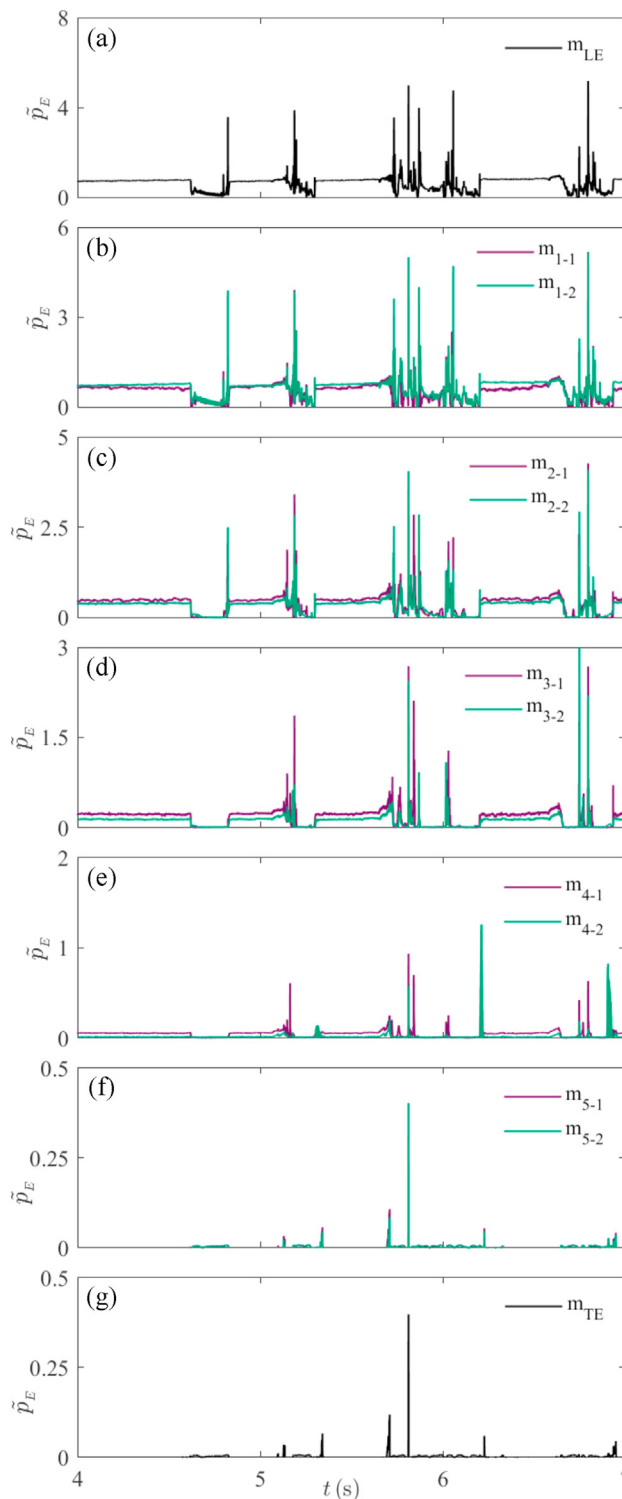 (a)
m_LE
8
4
0
p̃_E
(b)
m_1-1
m_1-2
6
3
0
p̃_E
(c)
m_2-1
m_2-2
5
2.5
0
p̃_E
(d)
m_3-1
m_3-2
3
1.5
0
p̃_E
(e)
m_4-1
m_4-2
2
1
0
p̃_E
(f)
m_5-1
m_5-2
0.5
0.25
0
p̃_E
(g)
m_TE
0.5
0.25
0
p̃_E
4 5 6 7
t (s)